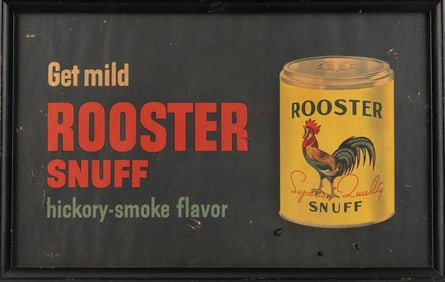 Get mild
ROOSTER
SNUFF
hickory-smoke flavor
ROOSTER
Superior Quality
SNUFF